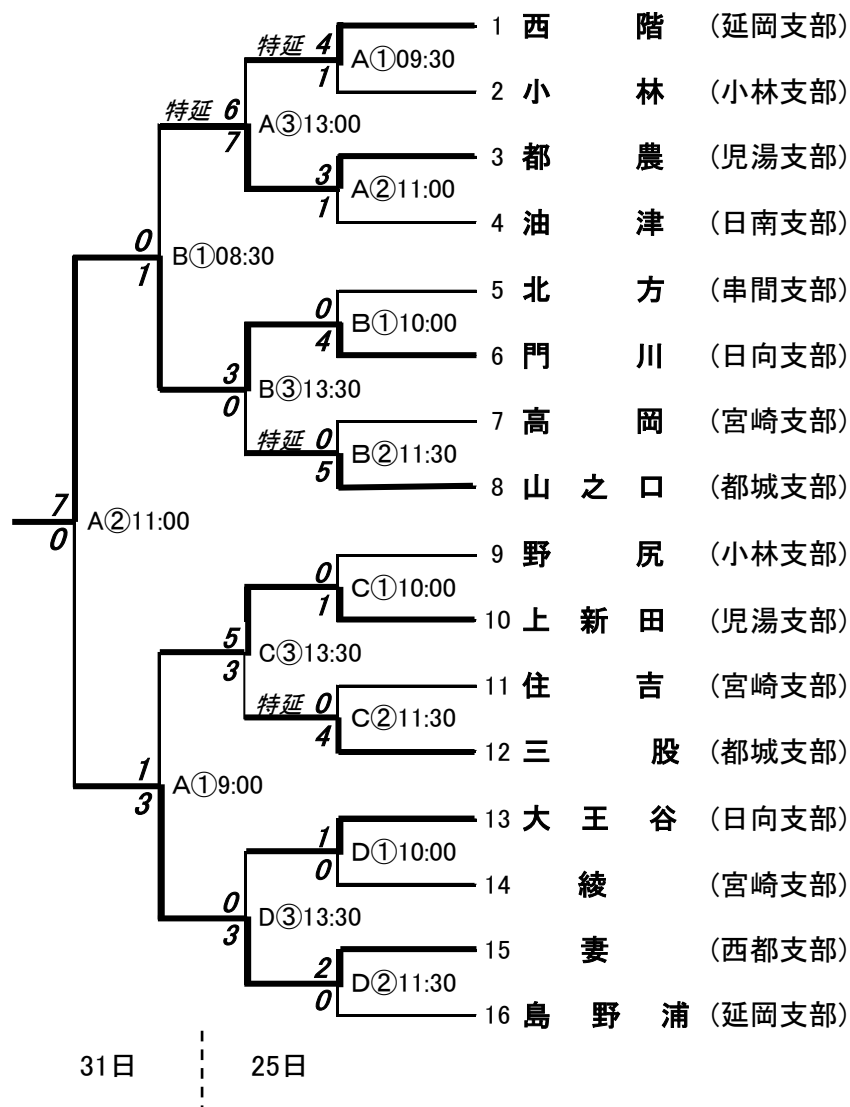 1 西階 (延岡支部)
特延 4
A①09:30
1
2 小林 (小林支部)
特延 6
A③13:00
7
3 都農 (児湯支部)
3
A②11:00
1
4 油津 (日南支部)
0
B①08:30
1
5 北方 (串間支部)
0
B①10:00
4
6 門川 (日向支部)
3
B③13:30
0
7 高岡 (宮崎支部)
特延 0
B②11:30
5
8 山之口 (都城支部)
7
A②11:00
0
9 野尻 (小林支部)
0
C①10:00
1
10 上新田 (児湯支部)
5
C③13:30
3
11 住吉 (宮崎支部)
特延 0
C②11:30
4
12 三股 (都城支部)
1
A①9:00
3
13 大王谷 (日向支部)
1
D①10:00
0
14 綾 (宮崎支部)
0
D③13:30
3
15 妻 (西都支部)
2
D②11:30
0
16 島野浦 (延岡支部)
31日 25日